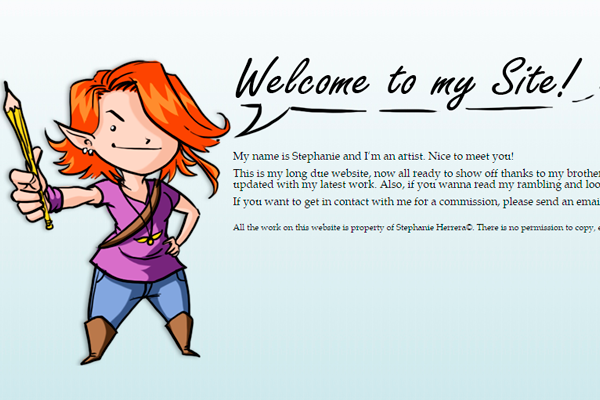 Welcome to my Site!
My name is Stephanie and I'm an artist. Nice to meet you!
This is my long due website, now all ready to show off thanks to my brother
updated with my latest work. Also, if you wanna read my rambling and loo
If you want to get in contact with me for a commission, please send an emai
All the work on this website is property of Stephanie Herrera©. There is no permission to copy, e